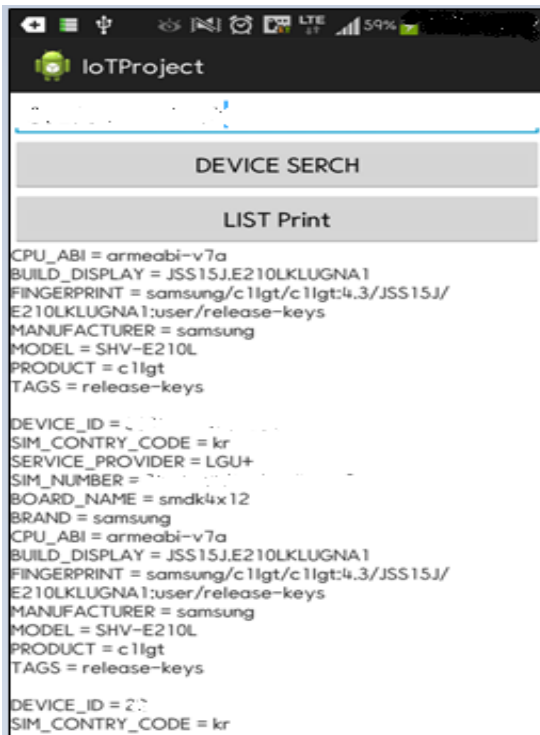 LTE 59%
IoTProject
DEVICE SERCH
LIST Print
CPU_ABI = armeabi-v7a
BUILD_DISPLAY = JSS15J.E210LKLUGNA1
FINGERPRINT = samsung/c1lgt/c1lgt:4.3/JSS15J/
E210LKLUGNA1:user/release-keys
MANUFACTURER = samsung
MODEL = SHV-E210L
PRODUCT = c1lgt
TAGS = release-keys
DEVICE_ID =
SIM_CONTRY_CODE = kr
SERVICE_PROVIDER = LGU+
SIM_NUMBER =
BOARD_NAME = smdk4x12
BRAND = samsung
CPU_ABI = armeabi-v7a
BUILD_DISPLAY = JSS15J.E210LKLUGNA1
FINGERPRINT = samsung/c1lgt/c1lgt:4.3/JSS15J/
E210LKLUGNA1:user/release-keys
MANUFACTURER = samsung
MODEL = SHV-E210L
PRODUCT = c1lgt
TAGS = release-keys
DEVICE_ID =
SIM_CONTRY_CODE = kr